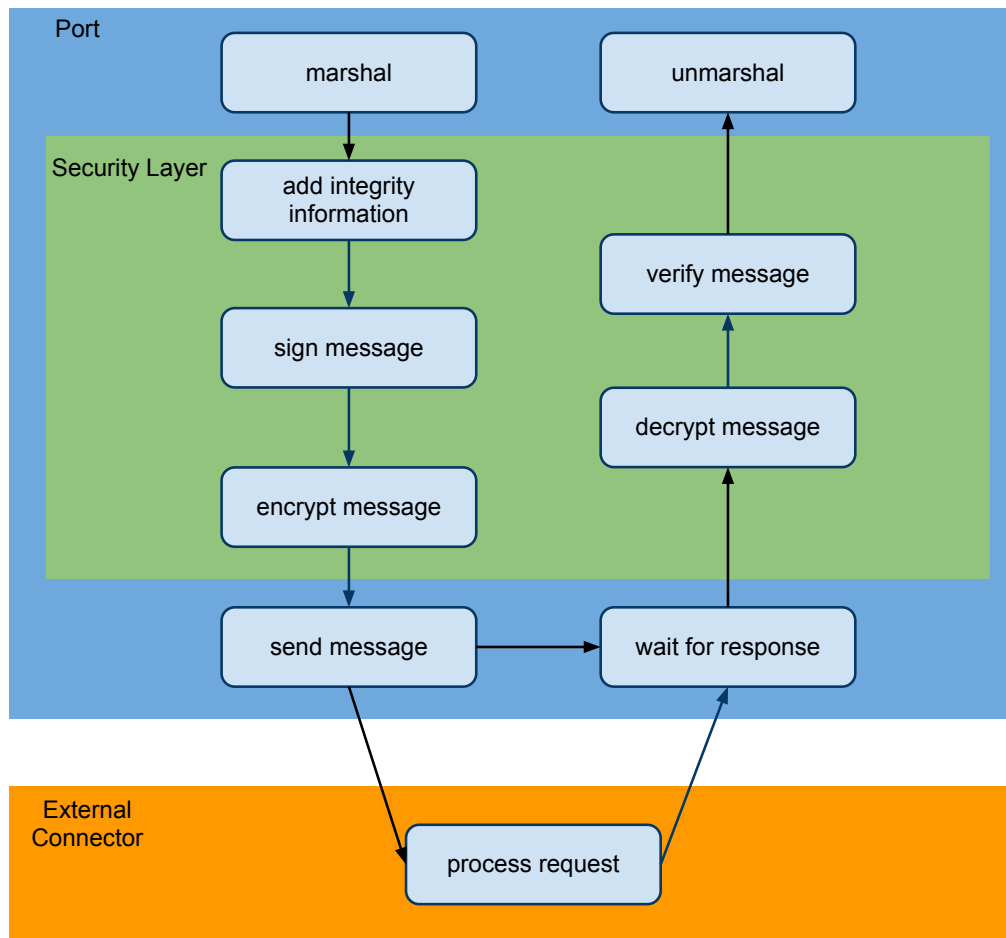 Port
marshal
unmarshal
Security Layer
add integrity
information
verify message
sign message
decrypt message
encrypt message
send message
wait for response
External
Connector
process request